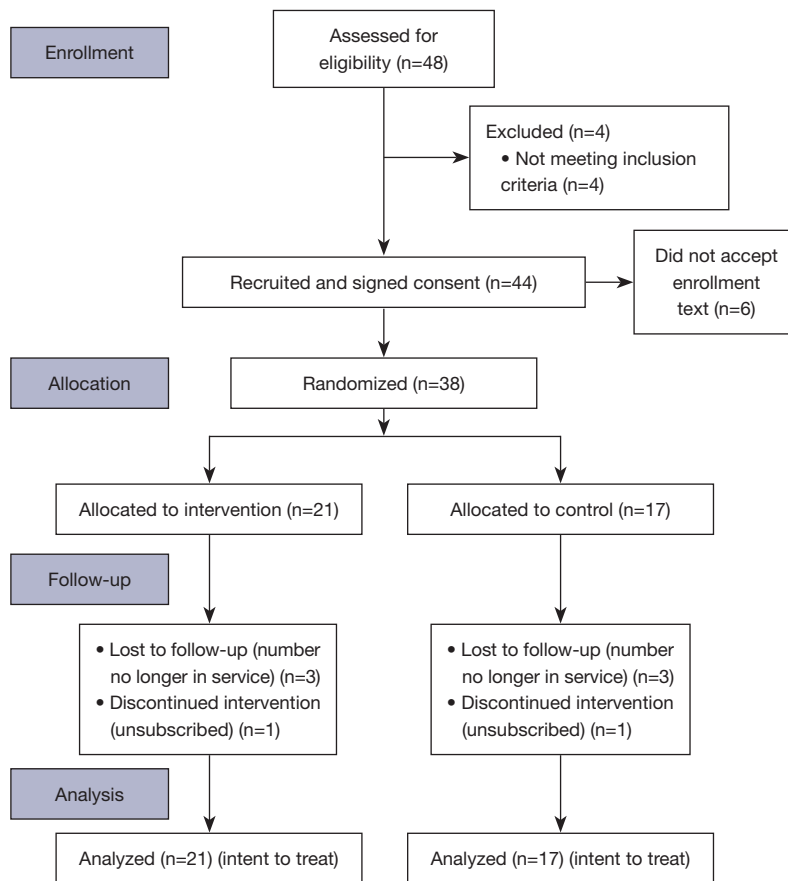 Enrollment
Assessed for
eligibility (n=48)
Excluded (n=4)
• Not meeting inclusion
criteria (n=4)
Recruited and signed consent (n=44)
Did not accept
enrollment
text (n=6)
Allocation
Randomized (n=38)
Allocated to intervention (n=21)
Allocated to control (n=17)
Follow-up
• Lost to follow-up (number
no longer in service) (n=3)
• Discontinued intervention
(unsubscribed) (n=1)
• Lost to follow-up (number
no longer in service) (n=3)
• Discontinued intervention
(unsubscribed) (n=1)
Analysis
Analyzed (n=21) (intent to treat)
Analyzed (n=17) (intent to treat)